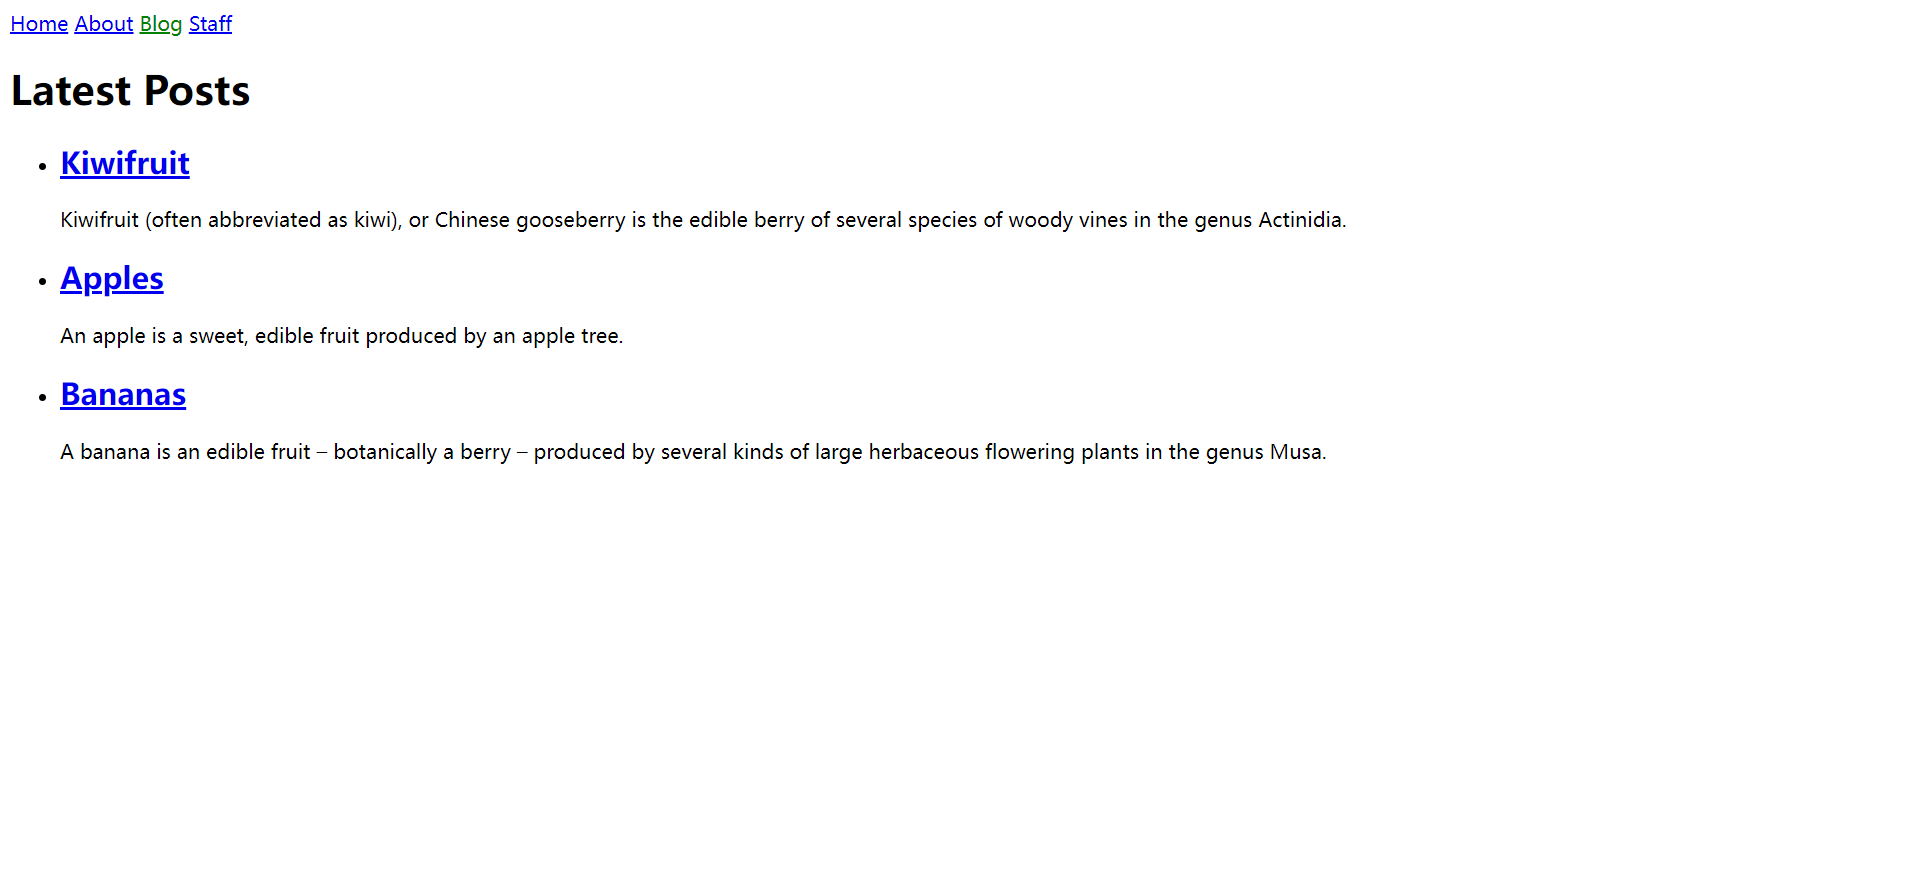 Home About Blog Staff
Latest Posts
Kiwifruit
Kiwifruit (often abbreviated as kiwi), or Chinese gooseberry is the edible berry of several species of woody vines in the genus Actinidia.
Apples
An apple is a sweet, edible fruit produced by an apple tree.
Bananas
A banana is an edible fruit – botanically a berry – produced by several kinds of large herbaceous flowering plants in the genus Musa.